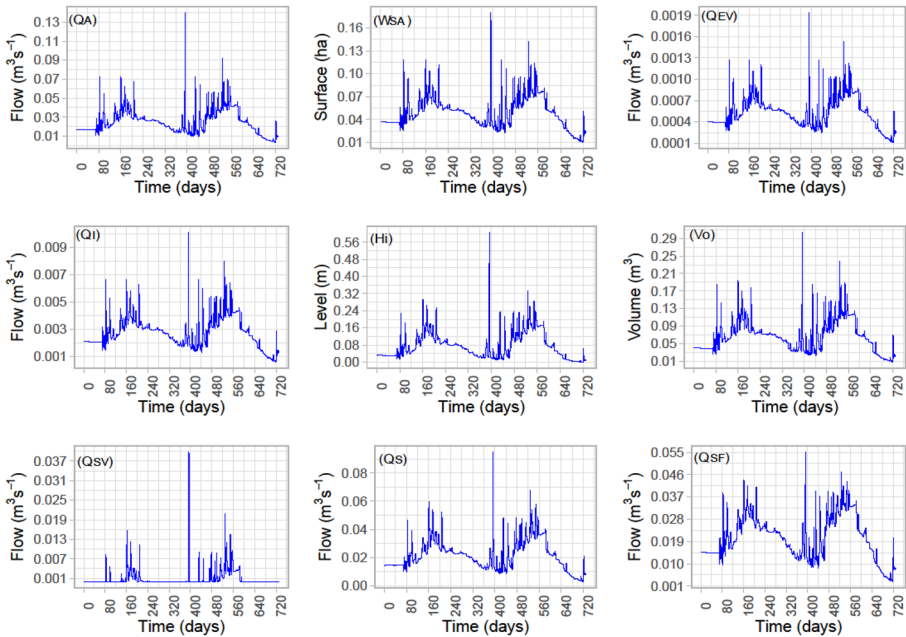 (QA)
Flow (m³s⁻¹)
0.13
0.11
0.09
0.07
0.05
0.03
0.01
0 80 160 240 320 400 480 560 640 720
Time (days)
(WSA)
Surface (ha)
0.16
0.13
0.10
0.07
0.04
0.01
0 80 160 240 320 400 480 560 640 720
Time (days)
(QEV)
Flow (m³s⁻¹)
0.0019
0.0016
0.0013
0.0010
0.0007
0.0004
0.0001
0 80 160 240 320 400 480 560 640 720
Time (days)
(QI)
Flow (m³s⁻¹)
0.009
0.007
0.005
0.003
0.001
0 80 160 240 320 400 480 560 640 720
Time (days)
(Hi)
Level (m)
0.56
0.48
0.40
0.32
0.24
0.16
0.08
0.00
0 80 160 240 320 400 480 560 640 720
Time (days)
(Vo)
Volume (m³)
0.29
0.25
0.21
0.17
0.13
0.09
0.05
0.01
0 80 160 240 320 400 480 560 640 720
Time (days)
(QSV)
Flow (m³s⁻¹)
0.037
0.031
0.025
0.019
0.013
0.007
0.001
0 80 160 240 320 400 480 560 640 720
Time (days)
(QS)
Flow (m³s⁻¹)
0.08
0.06
0.04
0.02
0.00
0 80 160 240 320 400 480 560 640 720
Time (days)
(QSF)
Flow (m³s⁻¹)
0.055
0.046
0.037
0.028
0.019
0.010
0.001
0 80 160 240 320 400 480 560 640 720
Time (days)